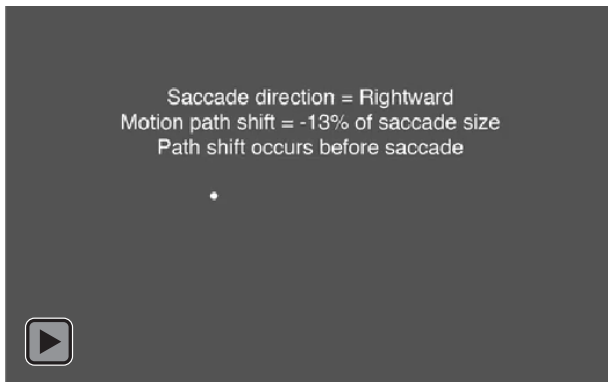 Saccade direction = Rightward
Motion path shift = -13% of saccade size
Path shift occurs before saccade